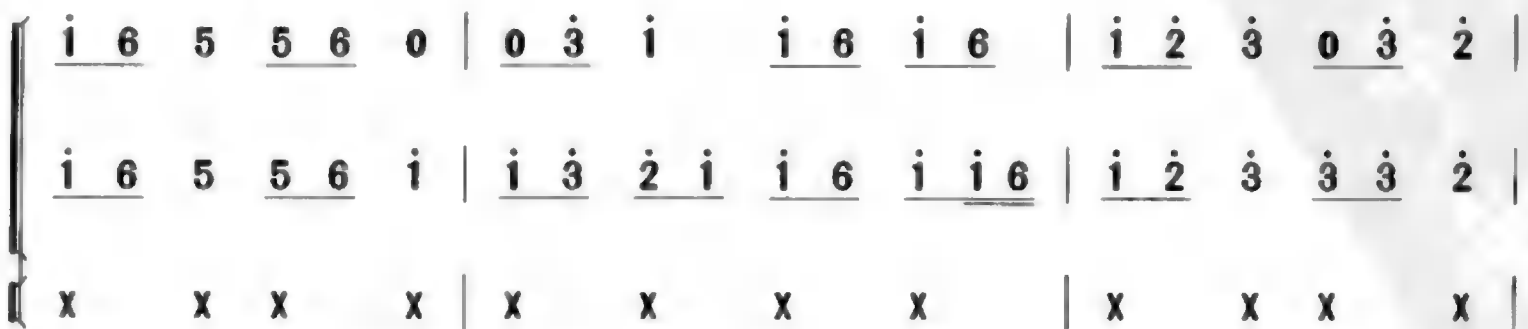 i̇ 6 5 5 6 0 | 0 3̇ i̇ i̇ 6 i̇ 6̇ | i̇ 2̇ 3̇ 0 3̇ 2̇ |
i̇ 6 5 5 6 i̇ | i̇ 3̇ 2̇ i̇ i̇ 6 i̇ i̇ 6 | i̇ 2̇ 3̇ 3̇ 3̇ 2̇ |
X X X X | X X X X | X X X X |